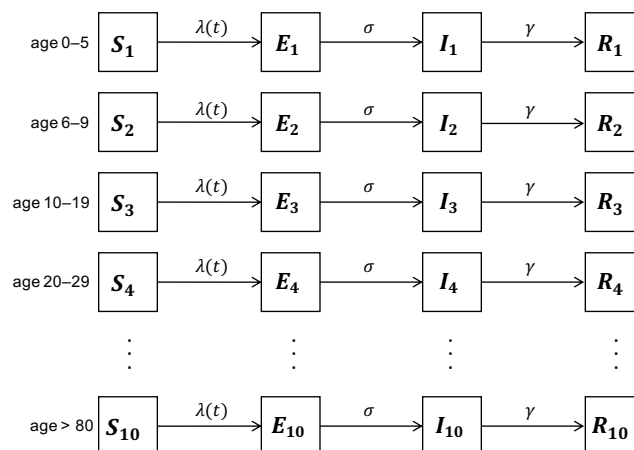 age 0–5 S₁ λ(t) E₁ σ I₁ γ R₁
age 6–9 S₂ λ(t) E₂ σ I₂ γ R₂
age 10–19 S₃ λ(t) E₃ σ I₃ γ R₃
age 20–29 S₄ λ(t) E₄ σ I₄ γ R₄
age > 80 S₁₀ λ(t) E₁₀ σ I₁₀ γ R₁₀